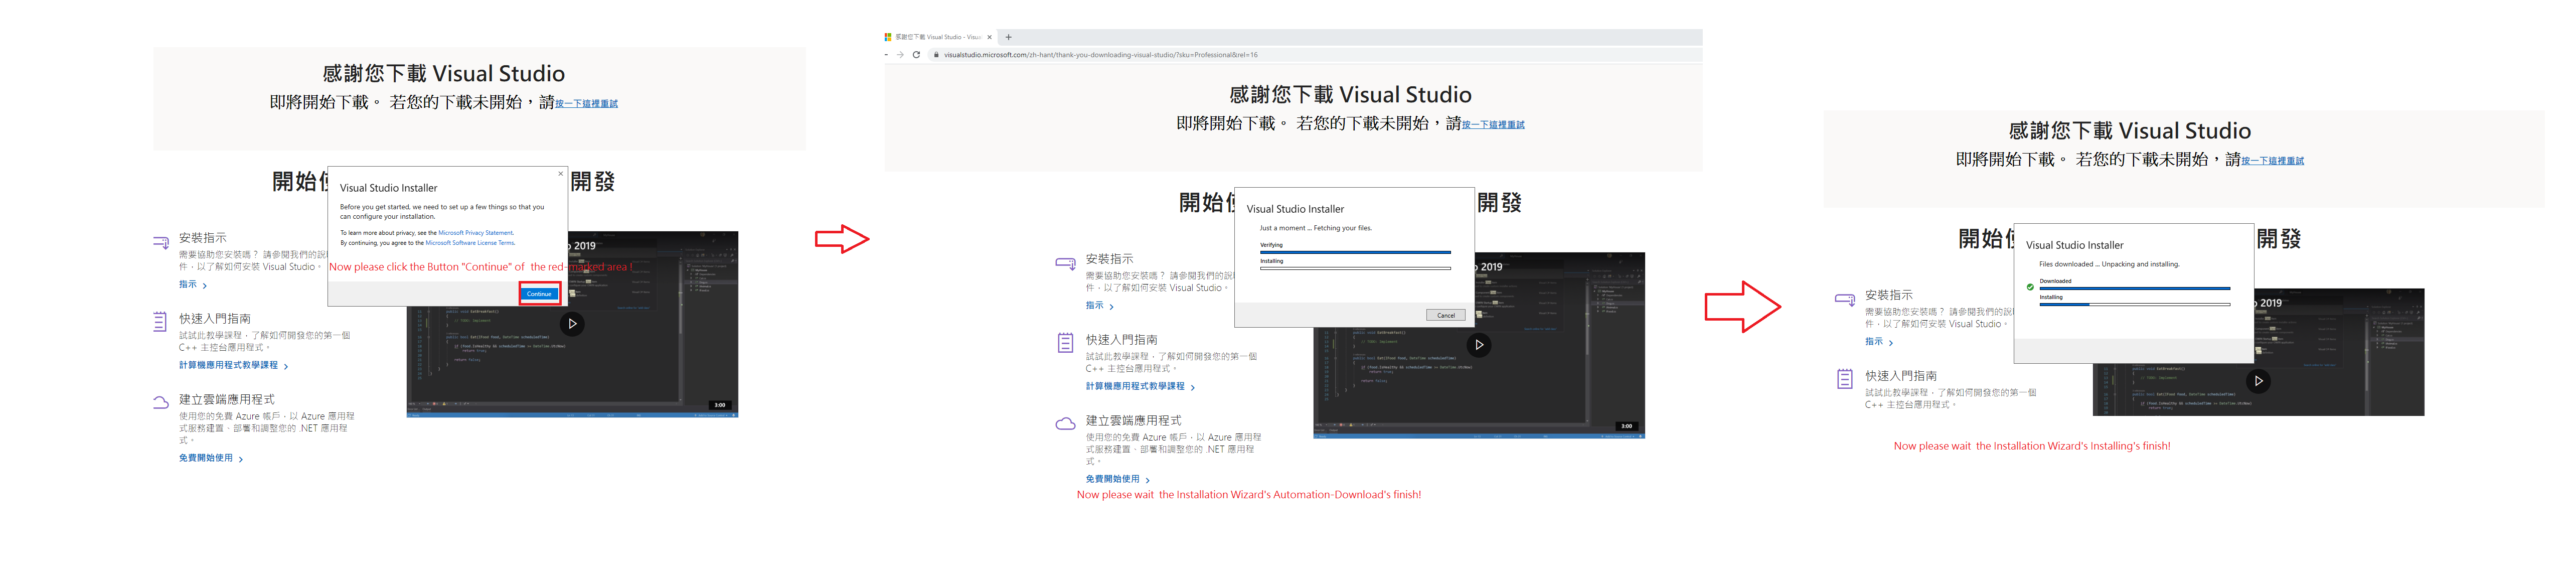 感謝您下載 Visual Studio
即將開始下載。 若您的下載未開始，請按一下這裡重試
開始 開發
Visual Studio Installer
Before you get started, we need to set up a few things so that you
can configure your installation.
To learn more about privacy, see the Microsoft Privacy Statement.
By continuing, you agree to the Microsoft Software License Terms.
Now please click the Button "Continue" of the red-marked area !
Continue
安裝指示
需要協助您安裝嗎？ 請參閱我們的說
件，以了解如何安裝 Visual Studio。
指示
快速入門指南
試試此教學課程，了解如何開發您的第一個
C++ 主控台應用程式。
計算機應用程式教學課程
建立雲端應用程式
使用您的免費 Azure 帳戶，以 Azure 應用程
式服務建置、部署和調整您的 .NET 應用程
式。
免費開始使用
2019
3:00
感謝您下載 Visual Studio - Visua
visualstudio.microsoft.com/zh-hant/thank-you-downloading-visual-studio/?sku=Professional&rel=16
感謝您下載 Visual Studio
即將開始下載。 若您的下載未開始，請按一下這裡重試
開始 開發
Visual Studio Installer
Just a moment ... Fetching your files.
Verifying
Installing
Cancel
安裝指示
需要協助您安裝嗎？ 請參閱我們的說
件，以了解如何安裝 Visual Studio。
指示
快速入門指南
試試此教學課程，了解如何開發您的第一個
C++ 主控台應用程式。
計算機應用程式教學課程
建立雲端應用程式
使用您的免費 Azure 帳戶，以 Azure 應用程
式服務建置、部署和調整您的 .NET 應用程
式。
免費開始使用
2019
3:00
Now please wait the Installation Wizard's Automation-Download's finish!
感謝您下載 Visual Studio
即將開始下載。 若您的下載未開始，請按一下這裡重試
開始 開發
Visual Studio Installer
Files downloaded ... Unpacking and installing.
Downloaded
Installing
安裝指示
需要協助您安裝嗎？ 請參閱我們的說
件，以了解如何安裝 Visual Studio。
指示
快速入門指南
試試此教學課程，了解如何開發您的第一個
C++ 主控台應用程式。
2019
Now please wait the Installation Wizard's Installing's finish!